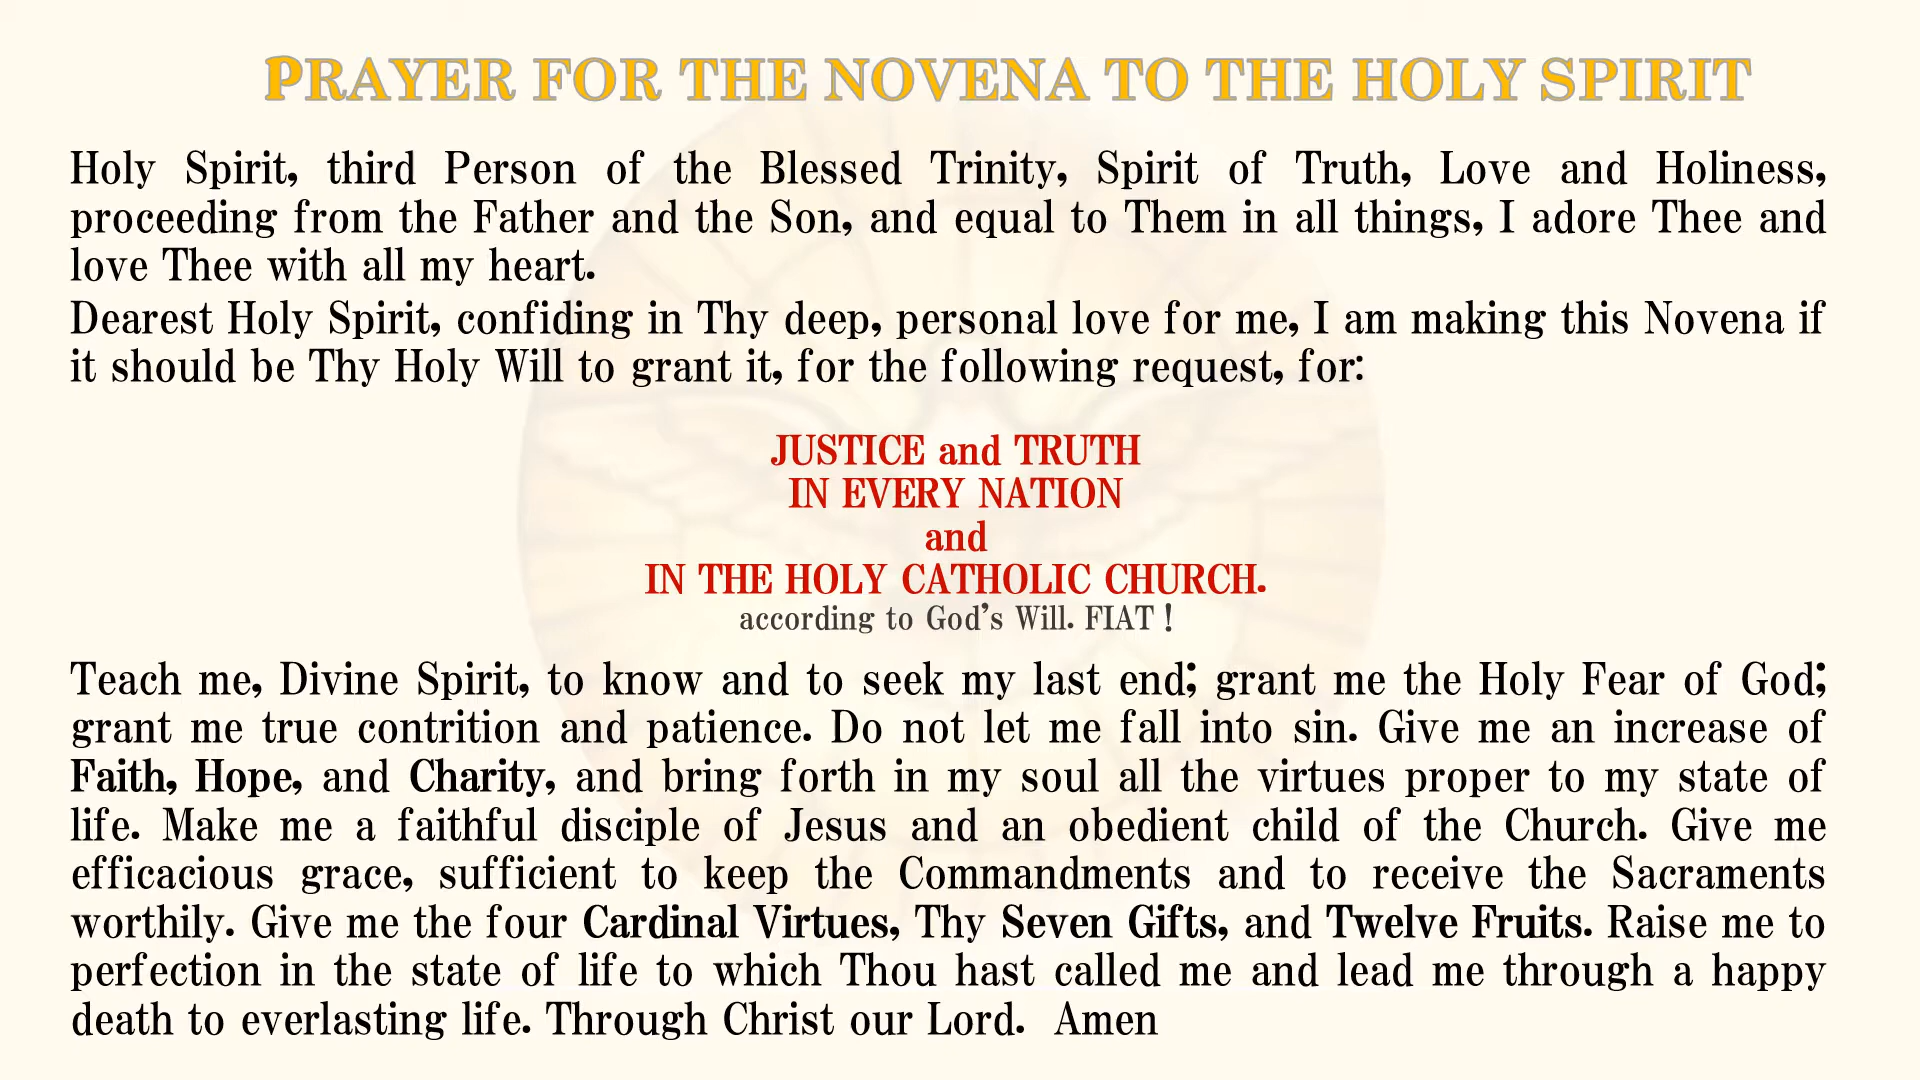 PRAYER FOR THE NOVENA TO THE HOLY SPIRIT
Holy Spirit, third Person of the Blessed Trinity, Spirit of Truth, Love and Holiness,
proceeding from the Father and the Son, and equal to Them in all things, I adore Thee and
love Thee with all my heart.
Dearest Holy Spirit, confiding in Thy deep, personal love for me, I am making this Novena if
it should be Thy Holy Will to grant it, for the following request, for:
JUSTICE and TRUTH
IN EVERY NATION
and
IN THE HOLY CATHOLIC CHURCH.
according to God's Will. FIAT !
Teach me, Divine Spirit, to know and to seek my last end; grant me the Holy Fear of God;
grant me true contrition and patience. Do not let me fall into sin. Give me an increase of
Faith, Hope, and Charity, and bring forth in my soul all the virtues proper to my state of
life. Make me a faithful disciple of Jesus and an obedient child of the Church. Give me
efficacious grace, sufficient to keep the Commandments and to receive the Sacraments
worthily. Give me the four Cardinal Virtues, Thy Seven Gifts, and Twelve Fruits. Raise me to
perfection in the state of life to which Thou hast called me and lead me through a happy
death to everlasting life. Through Christ our Lord.  Amen